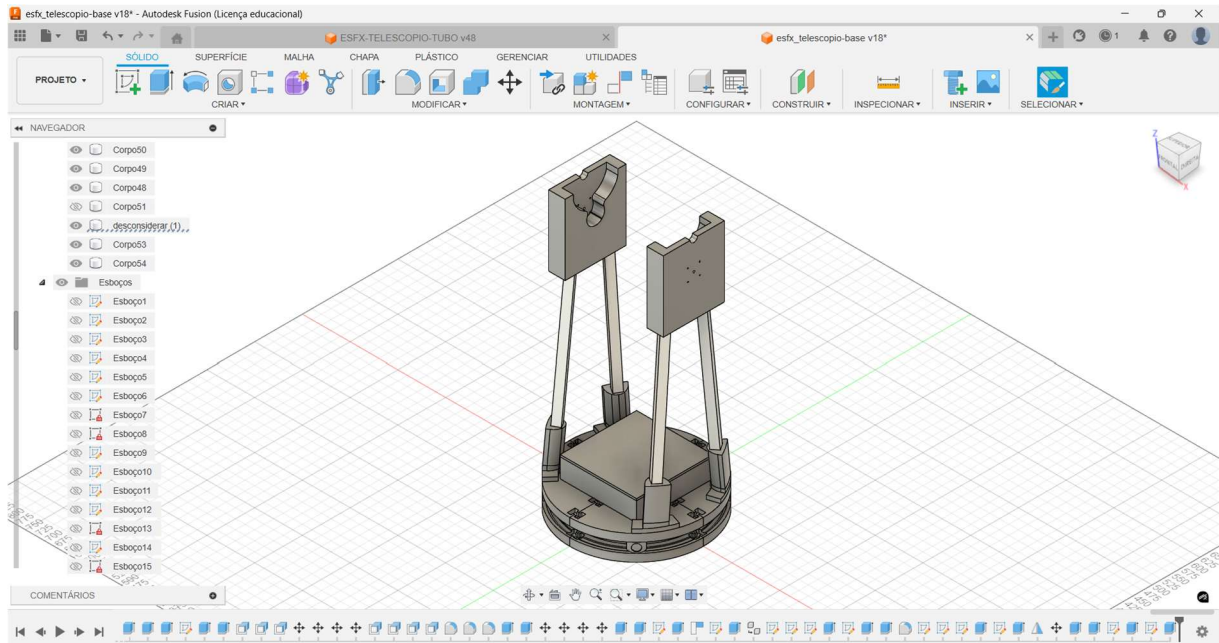 esfx_telescopio-base v18* - Autodesk Fusion (Licença educacional)
ESFX-TELESCOPIO-TUBO v48
esfx_telescopio-base v18*
1
SÓLIDO SUPERFÍCIE MALHA CHAPA PLÁSTICO GERENCIAR UTILIDADES
PROJETO
CRIAR MODIFICAR MONTAGEM CONFIGURAR CONSTRUIR INSPECIONAR INSERIR SELECIONAR
NAVEGADOR
Corpo50
Corpo49
Corpo48
Corpo51
desconsiderar (1)
Corpo53
Corpo54
Esboços
Esboço1
Esboço2
Esboço3
Esboço4
Esboço5
Esboço6
Esboço7
Esboço8
Esboço9
Esboço10
Esboço11
Esboço12
Esboço13
Esboço14
Esboço15
COMENTÁRIOS
Z
X